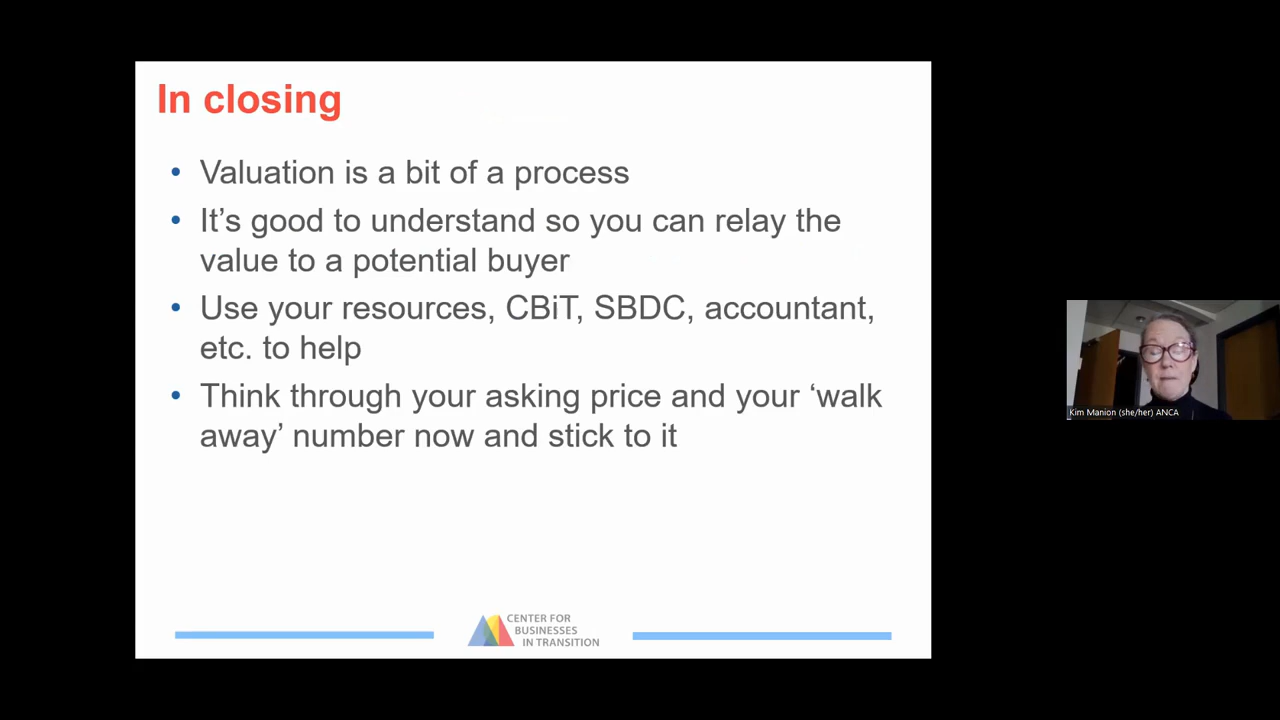 In closing
• Valuation is a bit of a process
• It’s good to understand so you can relay the
value to a potential buyer
• Use your resources, CBiT, SBDC, accountant,
etc. to help
• Think through your asking price and your ‘walk
away’ number now and stick to it
CENTER FOR
BUSINESSES
IN TRANSITION
Kim Manion (she/her) ANCA